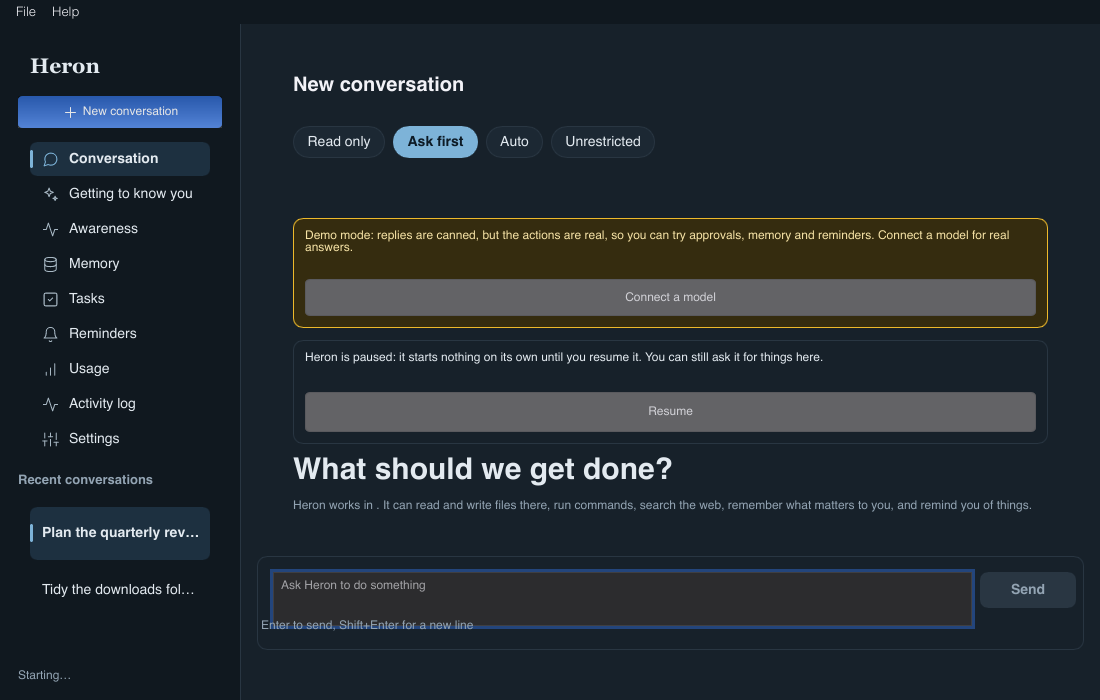 File Help
Heron
New conversation
Conversation
Getting to know you
Awareness
Memory
Tasks
Reminders
Usage
Activity log
Settings
Recent conversations
Plan the quarterly rev…
Tidy the downloads fol…
Starting…
New conversation
Read only Ask first Auto Unrestricted
Demo mode: replies are canned, but the actions are real, so you can try approvals, memory and reminders. Connect a model for real
answers.
Connect a model
Heron is paused: it starts nothing on its own until you resume it. You can still ask it for things here.
Resume
What should we get done?
Heron works in . It can read and write files there, run commands, search the web, remember what matters to you, and remind you of things.
Ask Heron to do something
Send
Enter to send, Shift+Enter for a new line